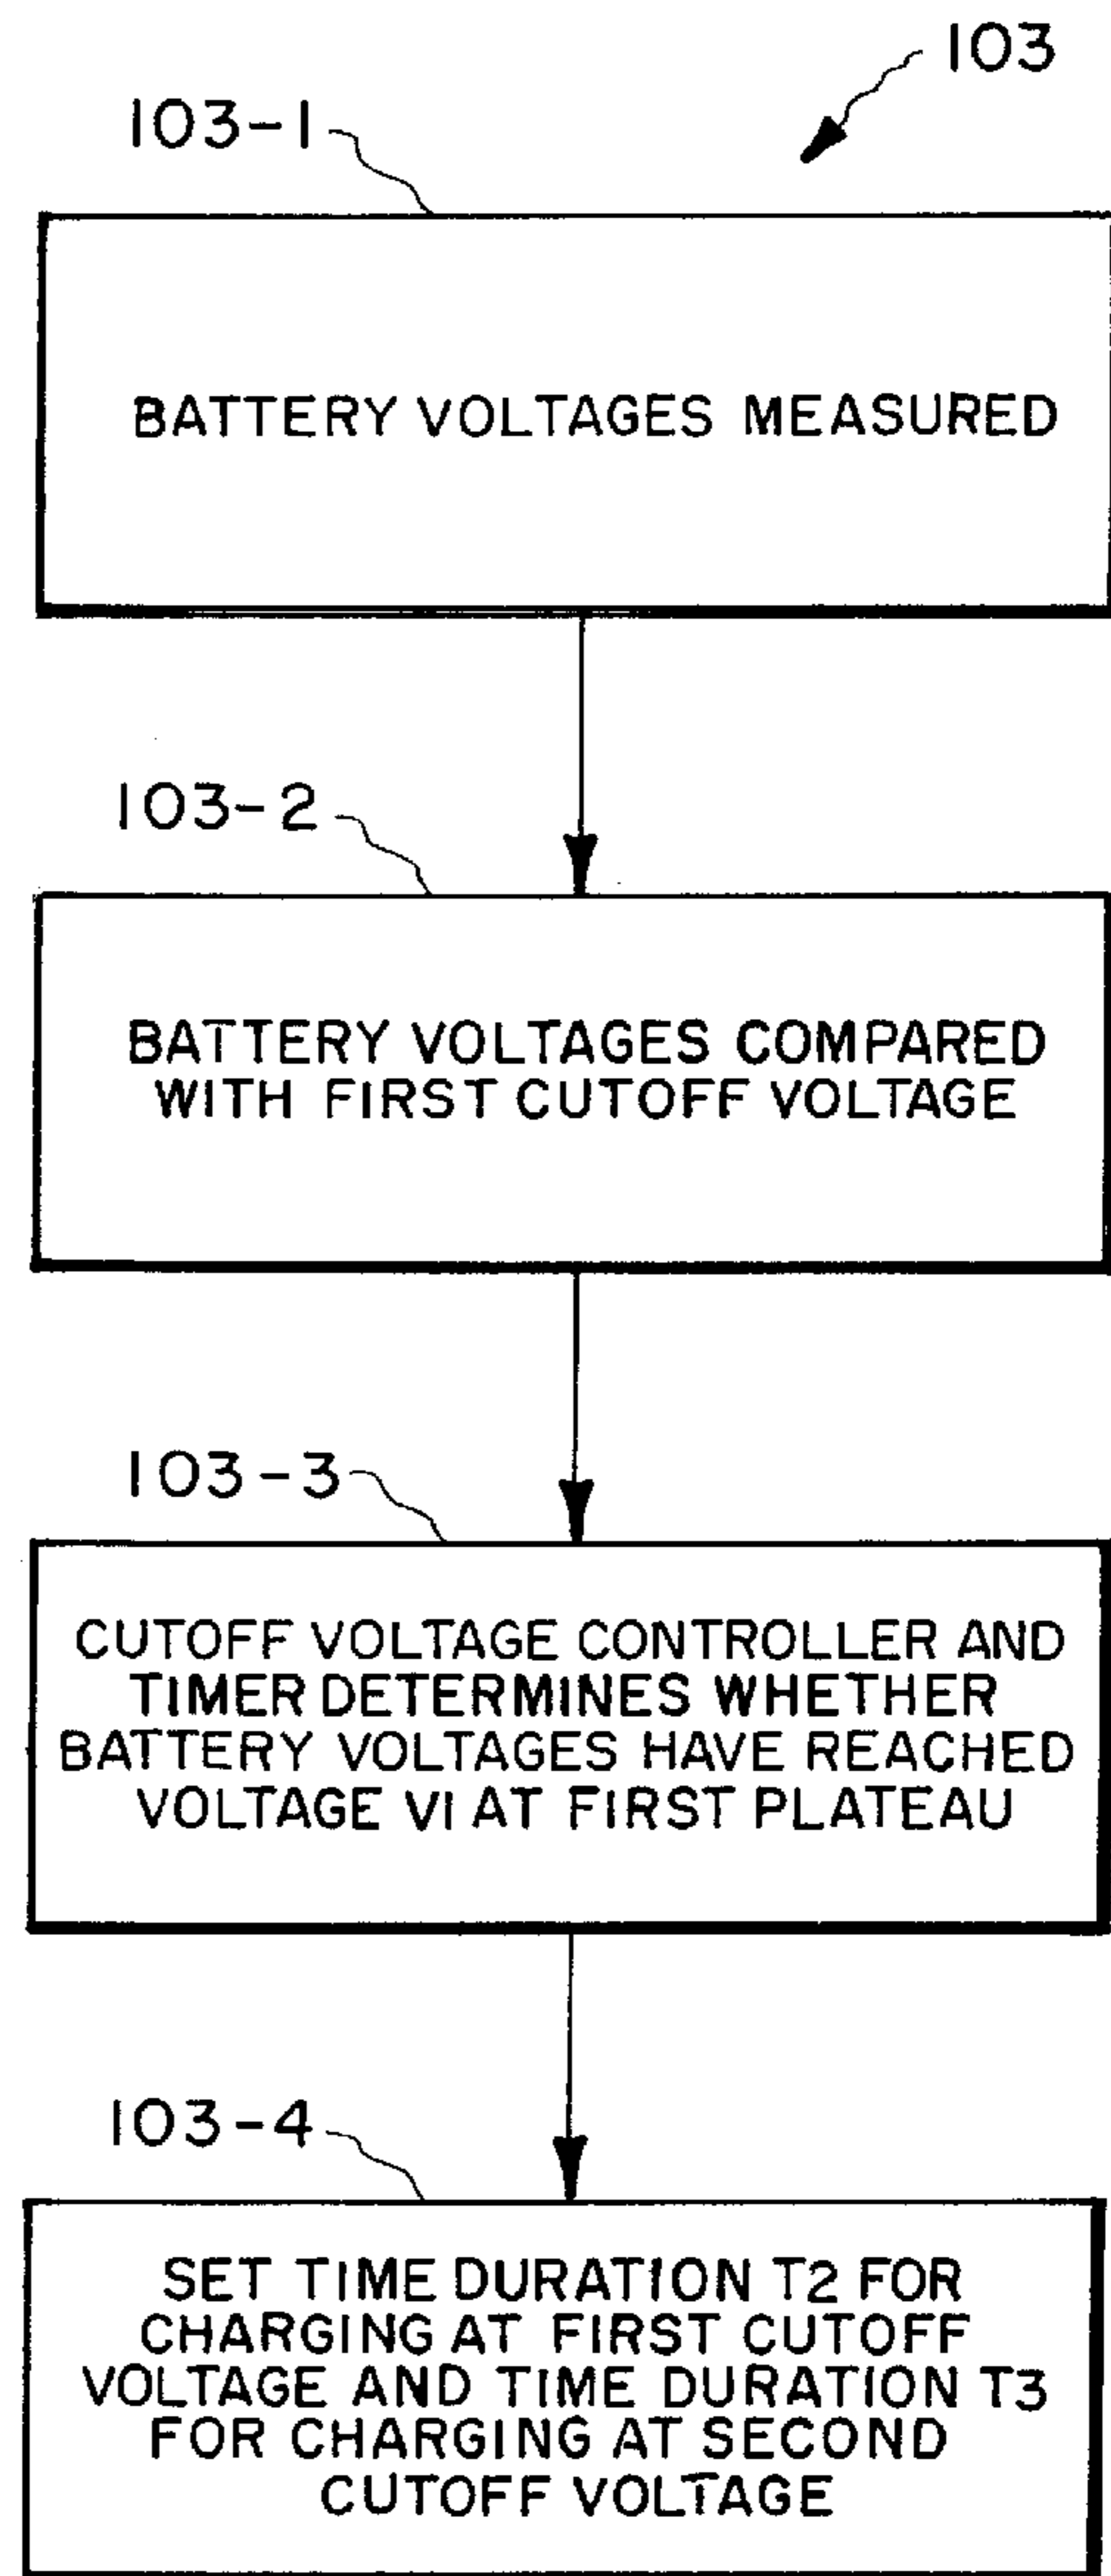 103
103-1
BATTERY VOLTAGES MEASURED
103-2
BATTERY VOLTAGES COMPARED
WITH FIRST CUTOFF VOLTAGE
103-3
CUTOFF VOLTAGE CONTROLLER AND
TIMER DETERMINES WHETHER
BATTERY VOLTAGES HAVE REACHED
VOLTAGE V1 AT FIRST PLATEAU
103-4
SET TIME DURATION T2 FOR
CHARGING AT FIRST CUTOFF
VOLTAGE AND TIME DURATION T3
FOR CHARGING AT SECOND
CUTOFF VOLTAGE